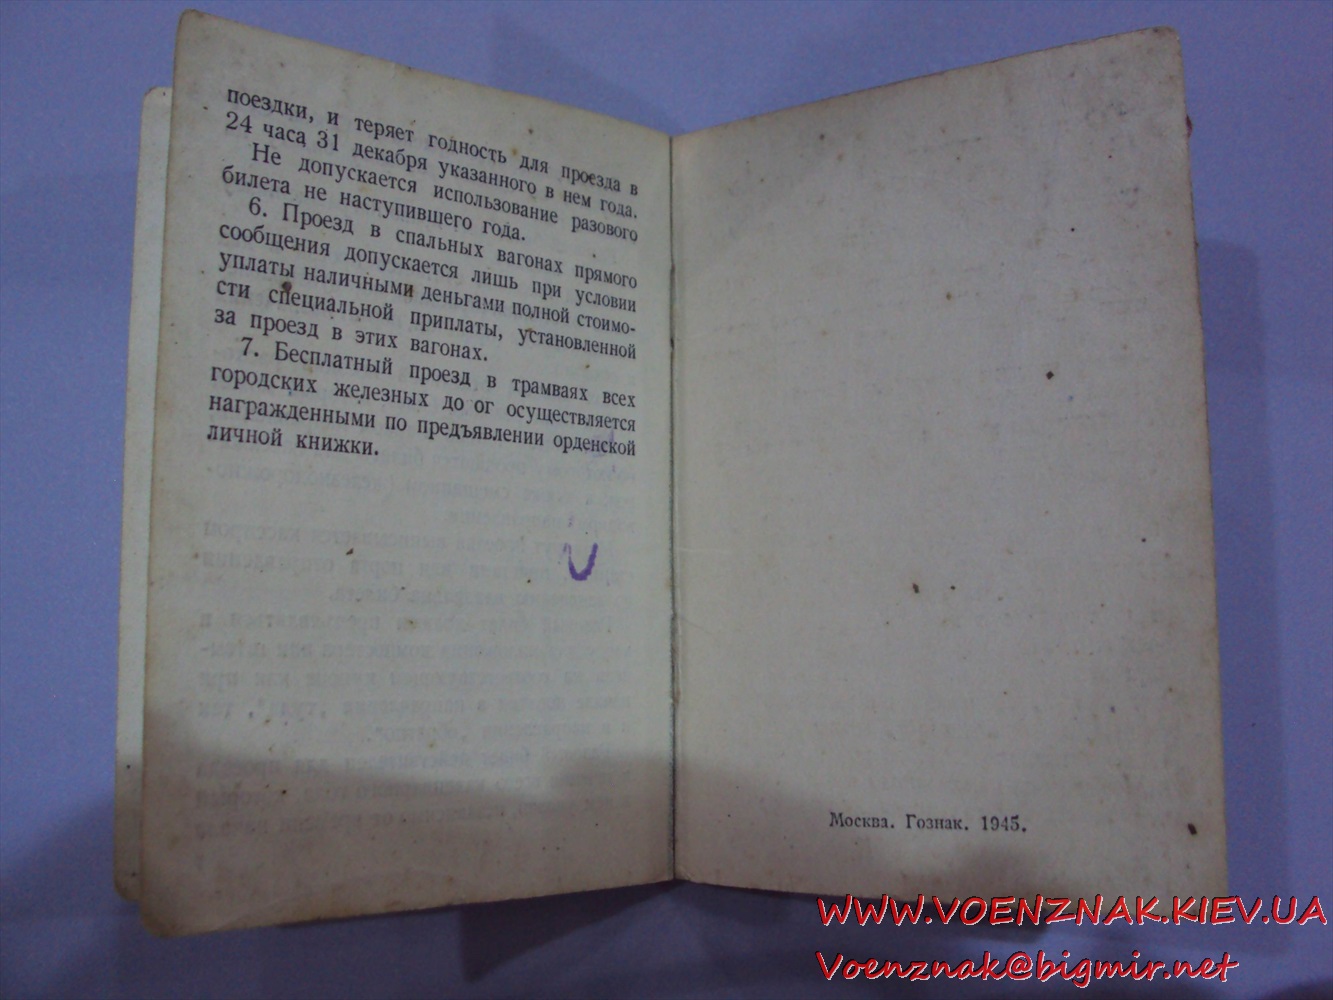 поездки, и теряет годность для проезда в
24 часа 31 декабря указанного в нем года.
Не допускается использование разового
билета не наступившего года.
6. Проезд в спальных вагонах прямого
сообщения допускается лишь при условии
уплаты наличными деньгами полной стоимо-
сти специальной приплаты, установленной
за проезд в этих вагонах.
7. Бесплатный проезд в трамваях всех
городских железных до ог осуществляется
награжденными по предъявлении орденской
личной книжки.
Москва. Гознак. 1945.
WWW.VOENZNAK.KIEV.UA
Voenznak@bigmir.net